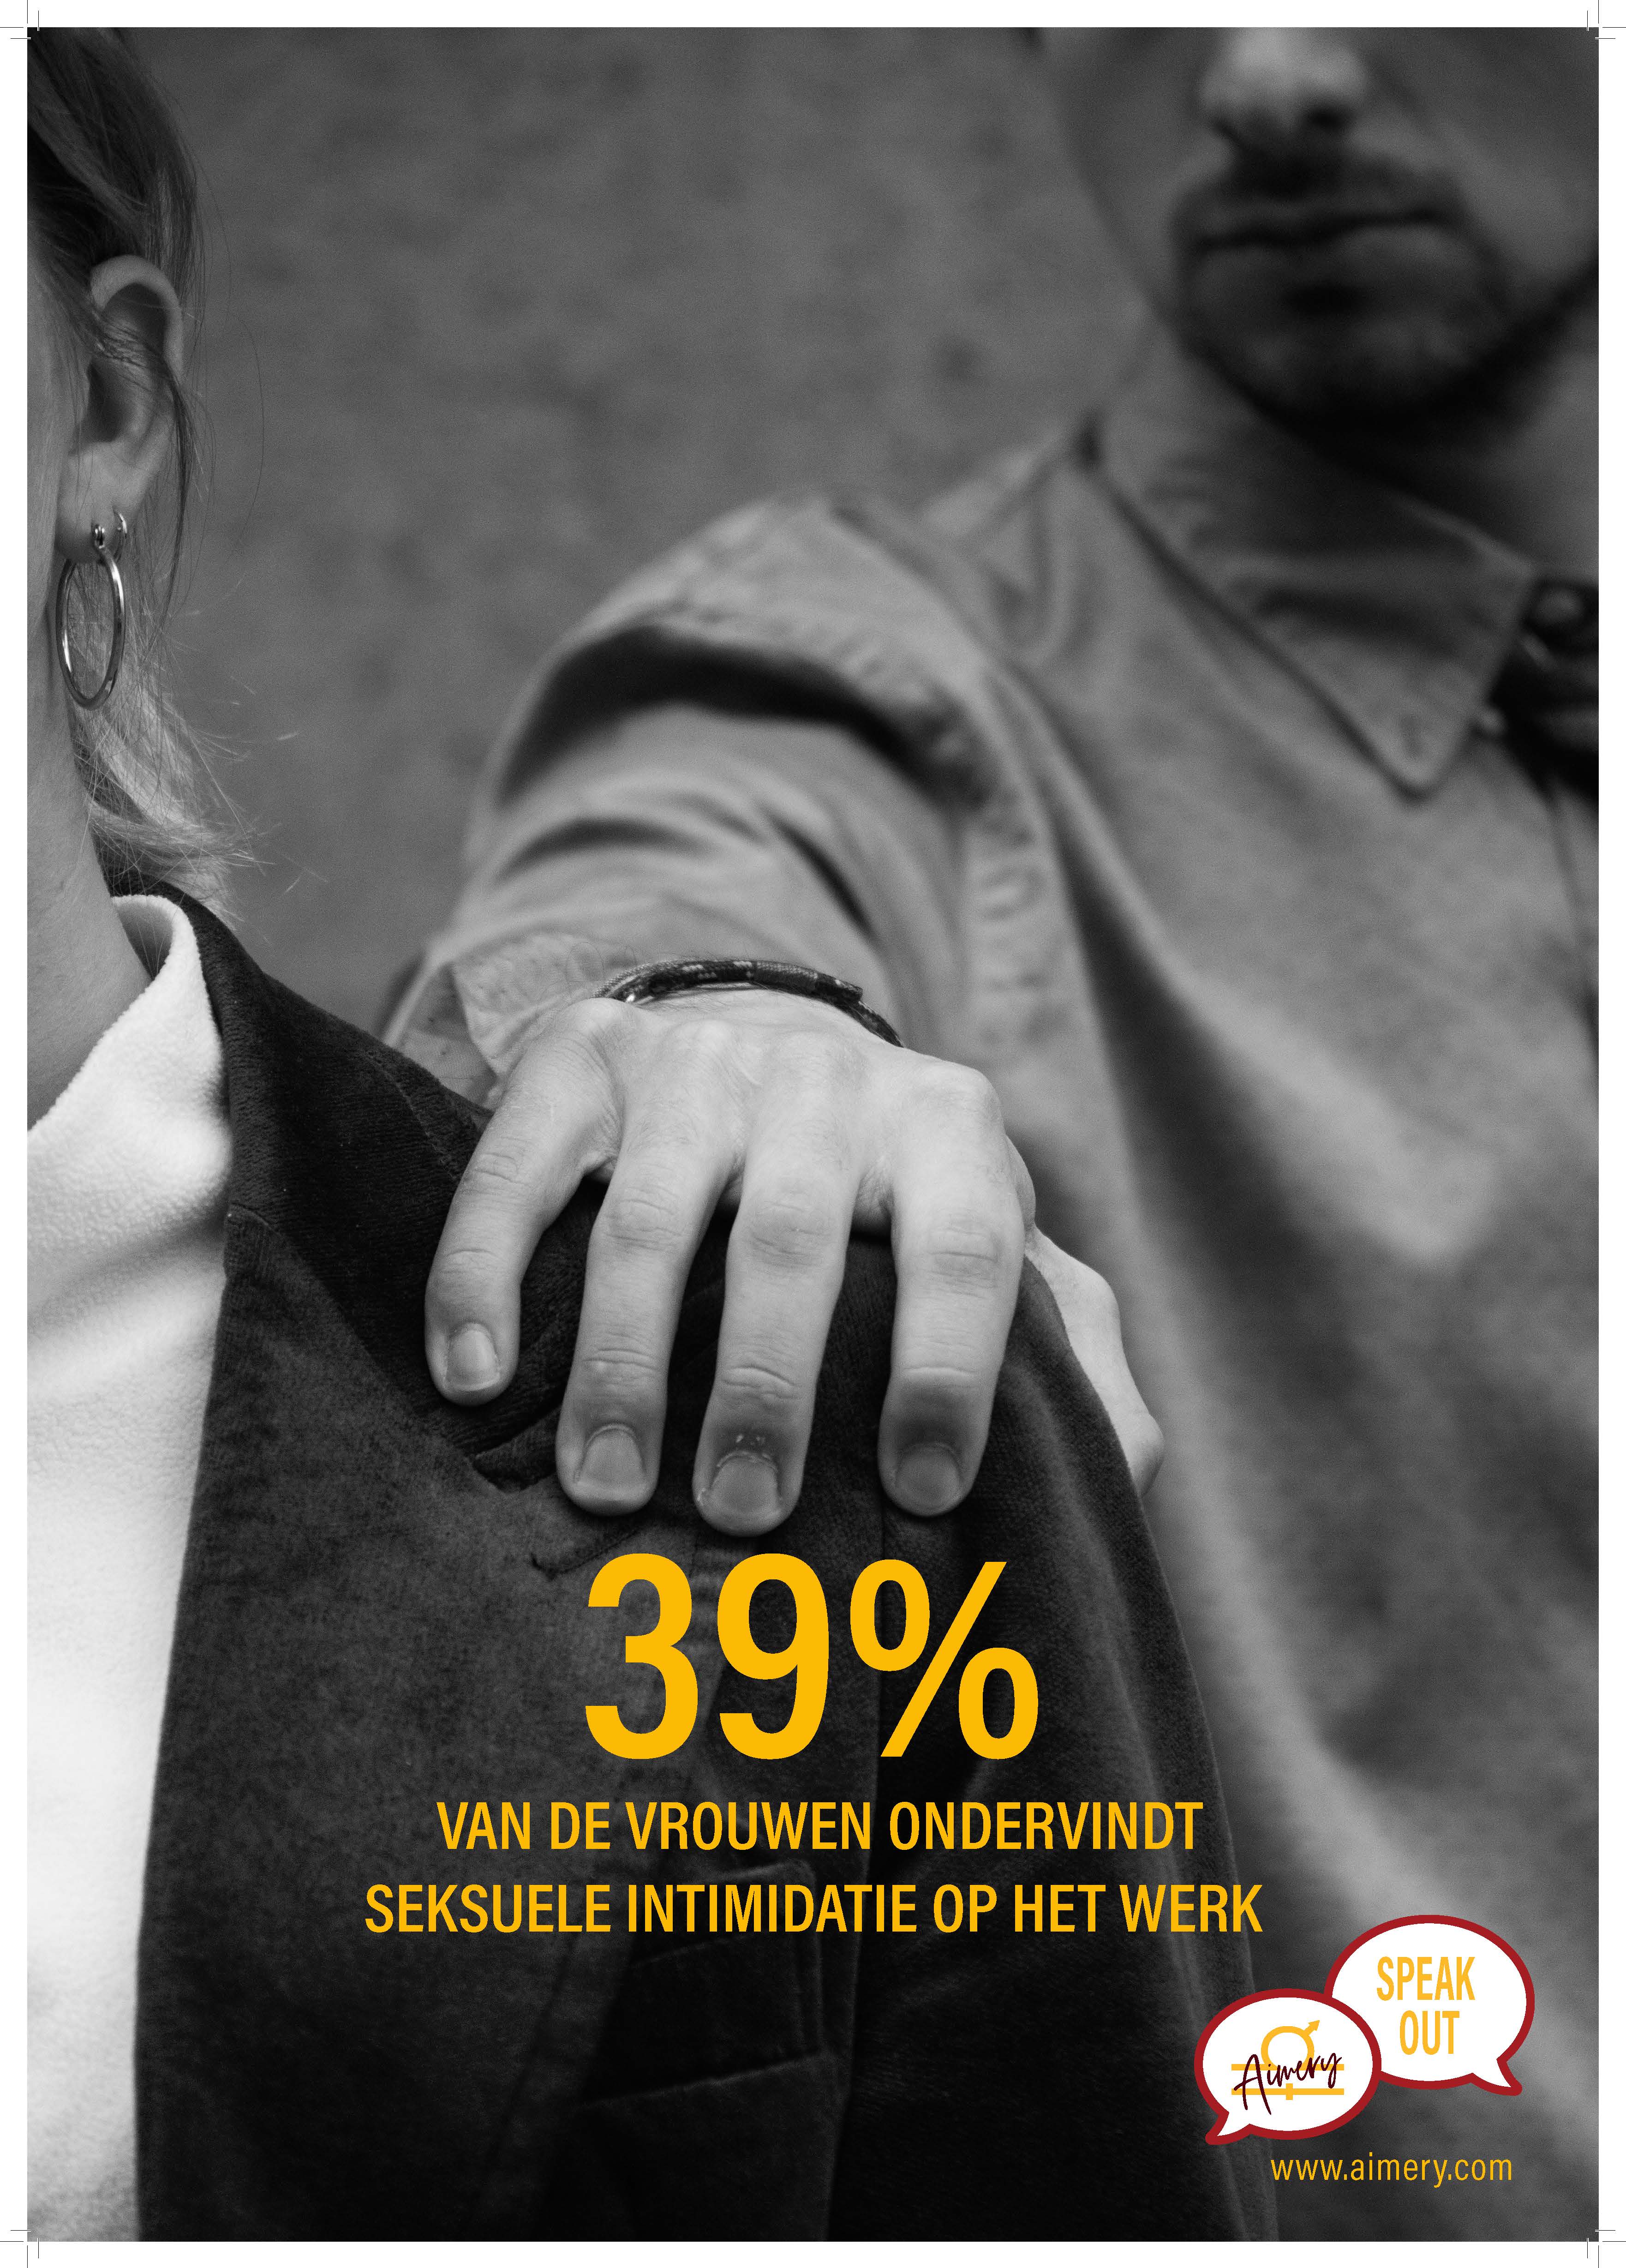 39%
VAN DE VROUWEN ONDERVINDT
SEKSUELE INTIMIDATIE OP HET WERK
SPEAK
OUT
Aimery
www.aimery.com